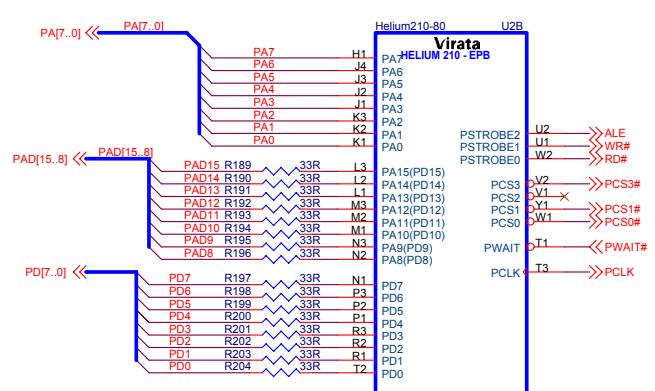 Helium210-80 U2B
Virata
HELIUM 210 - EPB
PA[7..0] PA[7..0]
PA7 H1 PA7
PA6 J4 PA6
PA5 J3 PA5
PA4 J2 PA4
PA3 J1 PA3
PA2 K3 PA2
PA1 K2 PA1
PA0 K1 PA0
PAD[15..8] PAD[15..8]
PAD15 R189 33R L3 PA15(PD15)
PAD14 R190 33R L2 PA14(PD14)
PAD13 R191 33R L1 PA13(PD13)
PAD12 R192 33R M3 PA12(PD12)
PAD11 R193 33R M2 PA11(PD11)
PAD10 R194 33R M1 PA10(PD10)
PAD9 R195 33R N3 PA9(PD9)
PAD8 R196 33R N2 PA8(PD8)
PD[7..0]
PD7 R197 33R N1 PD7
PD6 R198 33R P3 PD6
PD5 R199 33R P2 PD5
PD4 R200 33R P1 PD4
PD3 R201 33R R3 PD3
PD2 R202 33R R2 PD2
PD1 R203 33R R1 PD1
PD0 R204 33R T2 PD0
PSTROBE2 U2 ALE
PSTROBE1 U1 WR#
PSTROBE0 W2 RD#
PCS3 V2 PCS3#
PCS2 V1
PCS1 Y1 PCS1#
PCS0 W1 PCS0#
PWAIT T1 PWAIT#
PCLK T3 PCLK